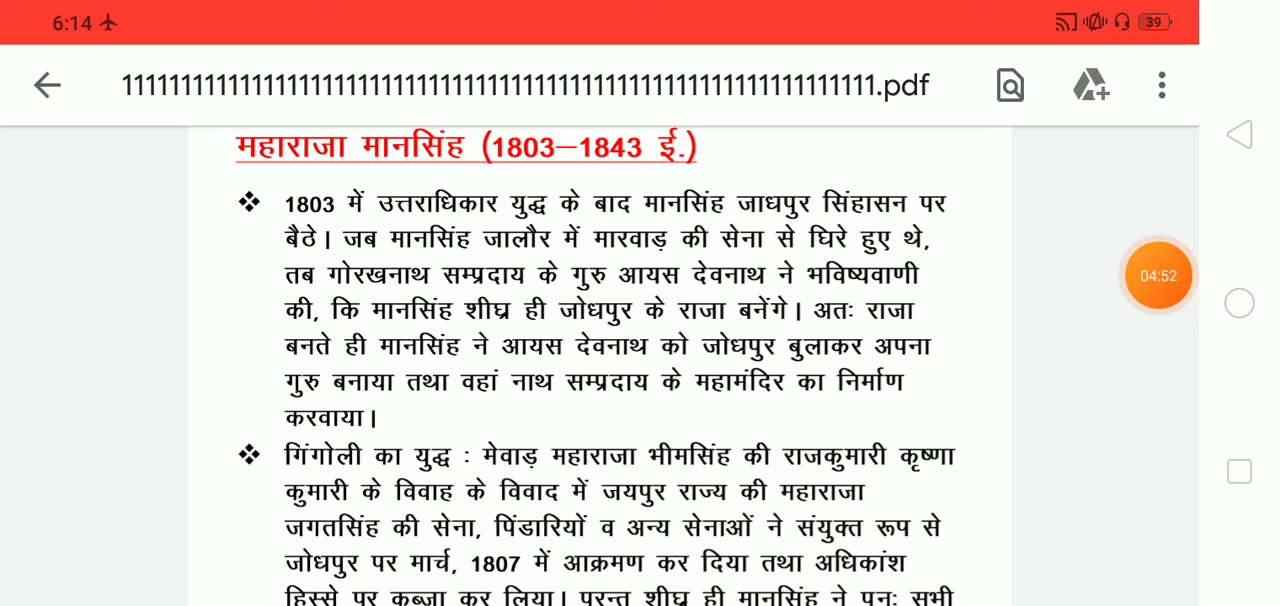 6:14
39
11111111111111111111111111111111111111111111111111111111111111.pdf
महाराजा मानसिंह (1803–1843 ई.)
❖ 1803 में उत्तराधिकार युद्ध के बाद मानसिंह जाधपुर सिंहासन पर
बैठे। जब मानसिंह जालौर में मारवाड़ की सेना से घिरे हुए थे,
तब गोरखनाथ सम्प्रदाय के गुरु आयस देवनाथ ने भविष्यवाणी
की, कि मानसिंह शीघ्र ही जोधपुर के राजा बनेंगे। अतः राजा
बनते ही मानसिंह ने आयस देवनाथ को जोधपुर बुलाकर अपना
गुरु बनाया तथा वहां नाथ सम्प्रदाय के महामंदिर का निर्माण
करवाया।
❖ गिंगोली का युद्ध : मेवाड़ महाराजा भीमसिंह की राजकुमारी कृष्णा
कुमारी के विवाह के विवाद में जयपुर राज्य की महाराजा
जगतसिंह की सेना, पिंडारियों व अन्य सेनाओं ने संयुक्त रूप से
जोधपुर पर मार्च, 1807 में आक्रमण कर दिया तथा अधिकांश
हिस्से पर कब्जा कर लिया। परन्तु शीघ्र ही मानसिंह ने पुनः सभी
04:52